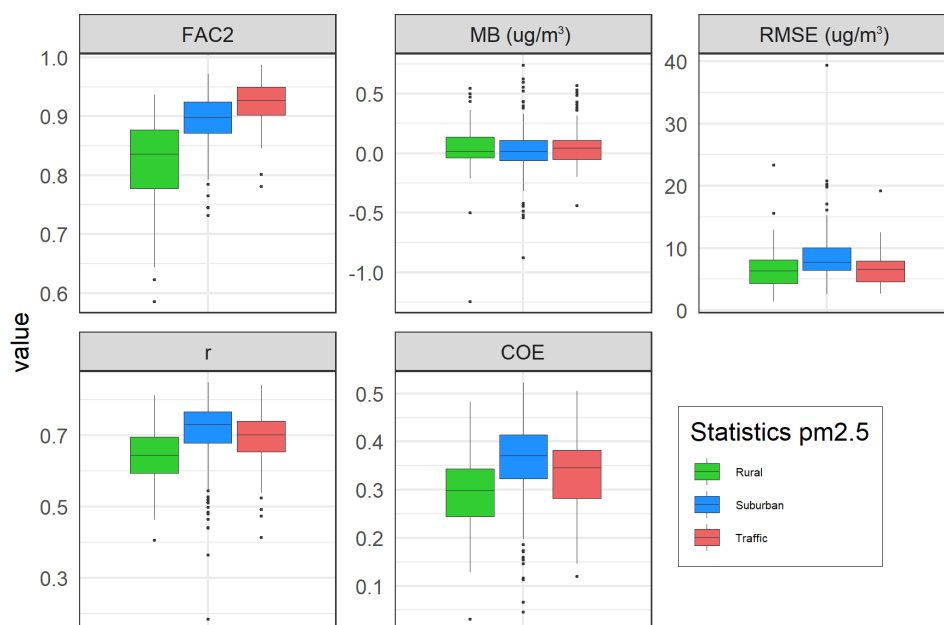 FAC2
MB (ug/m³)
RMSE (ug/m³)
1.0
0.9
0.8
0.7
0.6
0.5
0.0
-0.5
-1.0
40
30
20
10
0
value
r
COE
0.7
0.5
0.3
0.5
0.4
0.3
0.2
0.1
Statistics pm2.5
Rural
Suburban
Traffic